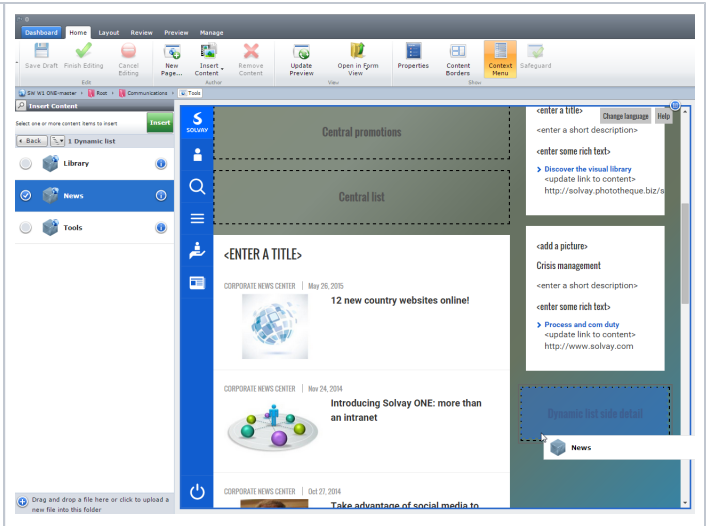 Dashboard Home Layout Review Preview Manage
Save Draft Finish Editing Cancel Editing New Page... Insert Content Remove Content Update Preview Open in Form View Properties Content Borders Context Menu Safeguard
Edit Author View Show
SW W1 ONE-master Root Communications Tools
Insert Content
Select one or more content items to insert
Insert
Back 1 Dynamic list
Library
News
Tools
Drag and drop a file here or click to upload a
new file into this folder
SOLVAY
Central promotions
Central list
<ENTER A TITLE>
CORPORATE NEWS CENTER | May 26, 2015
12 new country websites online!
CORPORATE NEWS CENTER | Nov 24, 2014
Introducing Solvay ONE: more than
an intranet
CORPORATE NEWS CENTER | Oct 27, 2014
Take advantage of social media to
<enter a title>
Change language Help
<enter a short description>
<enter some rich text>
Discover the visual library
<update link to content>
http://solvay.phototheque.biz/s
<add a picture>
Crisis management
<enter a short description>
<enter some rich text>
Process and com duty
<update link to content>
http://www.solvay.com
Dynamic list side detail
News